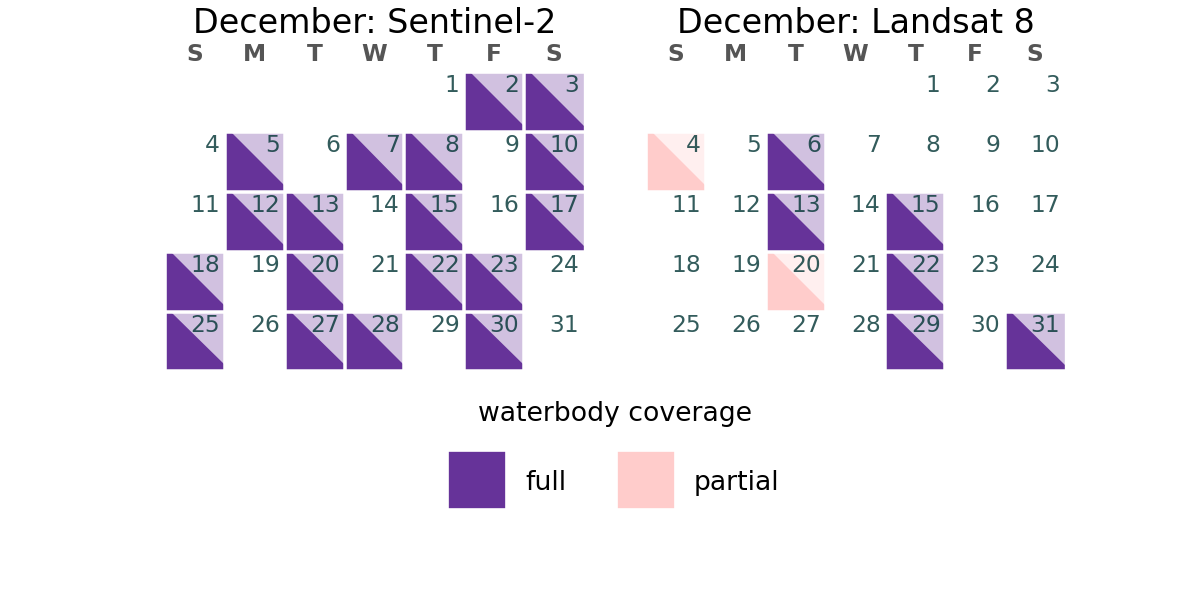 December: Sentinel-2
S M T W T F S
1 2 3
4 5 6 7 8 9 10
11 12 13 14 15 16 17
18 19 20 21 22 23 24
25 26 27 28 29 30 31
December: Landsat 8
S M T W T F S
1 2 3
4 5 6 7 8 9 10
11 12 13 14 15 16 17
18 19 20 21 22 23 24
25 26 27 28 29 30 31
waterbody coverage
full
partial